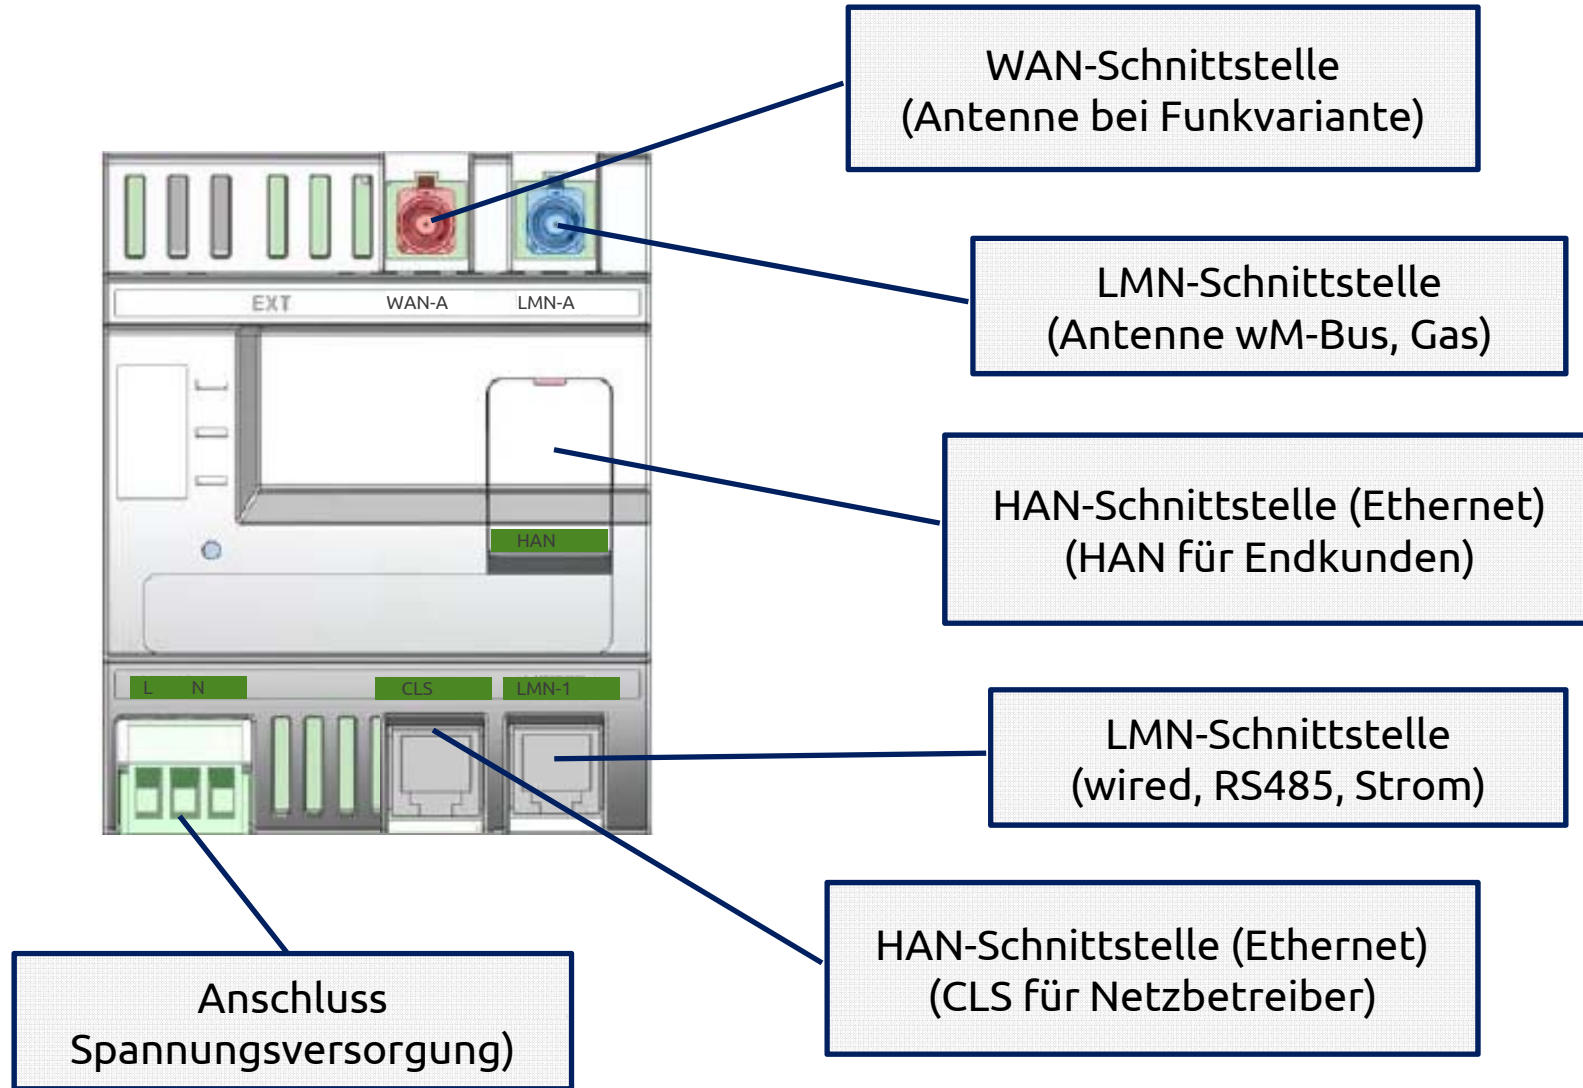 WAN-Schnittstelle
(Antenne bei Funkvariante)
LMN-Schnittstelle
(Antenne wM-Bus, Gas)
EXT WAN-A LMN-A
HAN-Schnittstelle (Ethernet)
(HAN für Endkunden)
HAN
L N CLS LMN-1
LMN-Schnittstelle
(wired, RS485, Strom)
HAN-Schnittstelle (Ethernet)
(CLS für Netzbetreiber)
Anschluss
Spannungsversorgung)